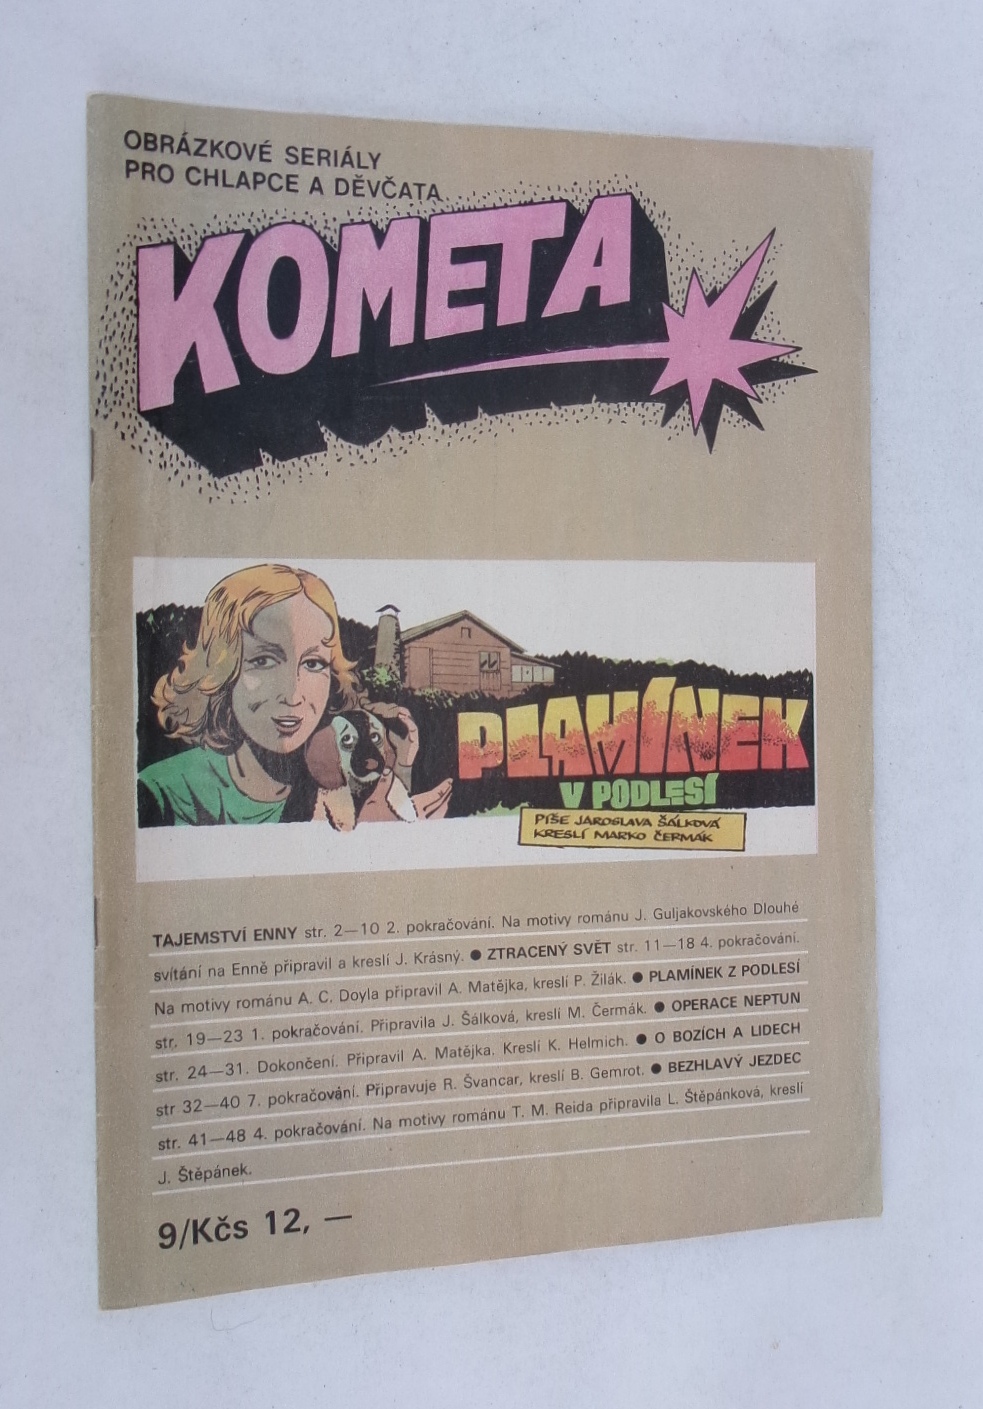 OBRÁZKOVÉ SERIÁLY
PRO CHLAPCE A DĚVČATA
KOMETA
PLAMÍNEK
V PODLESÍ
PÍŠE JAROSLAVA ŠÁLKOVÁ
KRESLÍ MARKO ČERMÁK
TAJEMSTVÍ ENNY str. 2—10 2. pokračování. Na motivy románu J. Guljakovského Dlouhé
svítání na Enně připravil a kreslí J. Krásný. ● ZTRACENÝ SVĚT str. 11—18 4. pokračování.
Na motivy románu A. C. Doyla připravil A. Matějka, kreslí P. Žilák. ● PLAMÍNEK Z PODLESÍ
str. 19—23 1. pokračování. Připravila J. Šálková, kreslí M. Čermák. ● OPERACE NEPTUN
str. 24—31. Dokončení. Připravil A. Matějka. Kreslí K. Helmich. ● O BOZÍCH A LIDECH
str 32—40 7. pokračování. Připravuje R. Švancar, kreslí B. Gemrot. ● BEZHLAVÝ JEZDEC
str. 41—48 4. pokračování. Na motivy románu T. M. Reida připravila L. Štěpánková, kreslí
J. Štěpánek.
9/Kčs 12, —